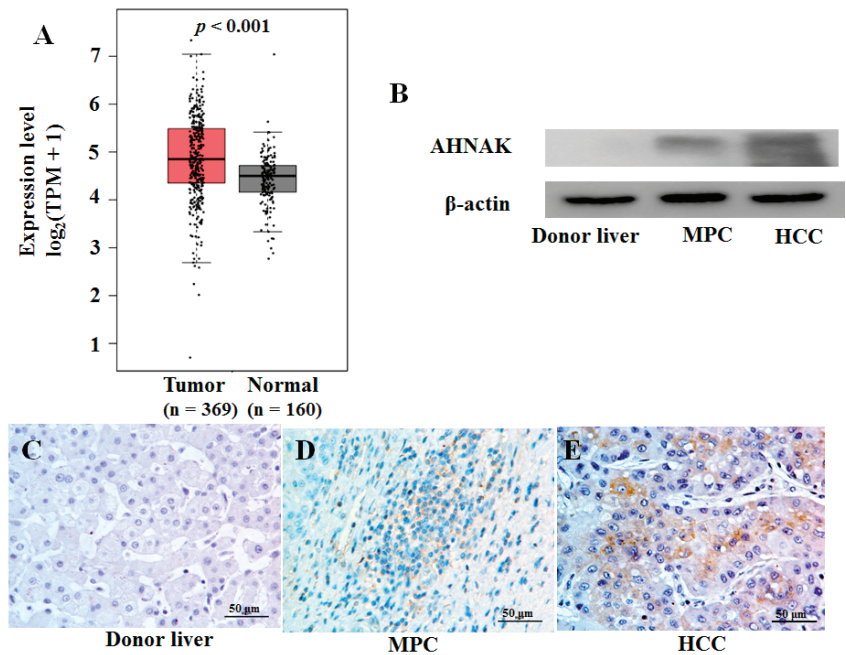 A
p < 0.001
Expression level
log₂(TPM + 1)
7
6
5
4
3
2
1
Tumor
(n = 369)
Normal
(n = 160)
B
AHNAK
β-actin
Donor liver
MPC
HCC
C
50 μm
Donor liver
D
50 μm
MPC
E
50 μm
HCC